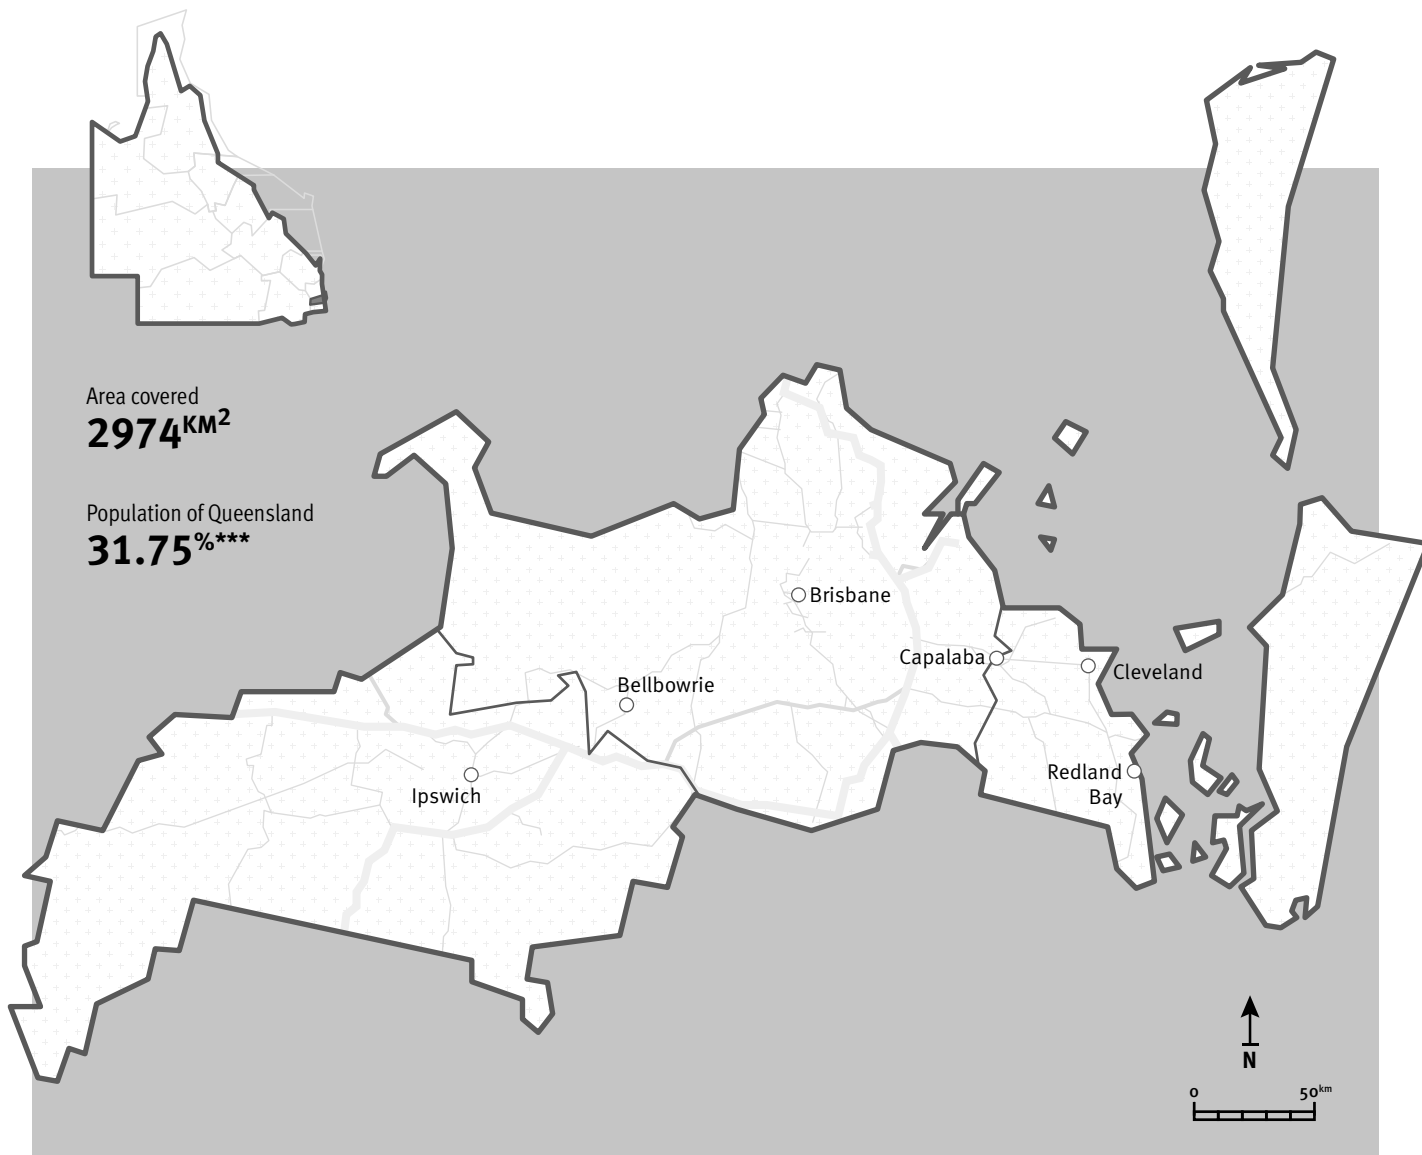 Area covered
2974KM2
Population of Queensland
31.75%***
Brisbane
Capalaba
Cleveland
Bellbowrie
Redland
Bay
Ipswich
N
0 50km